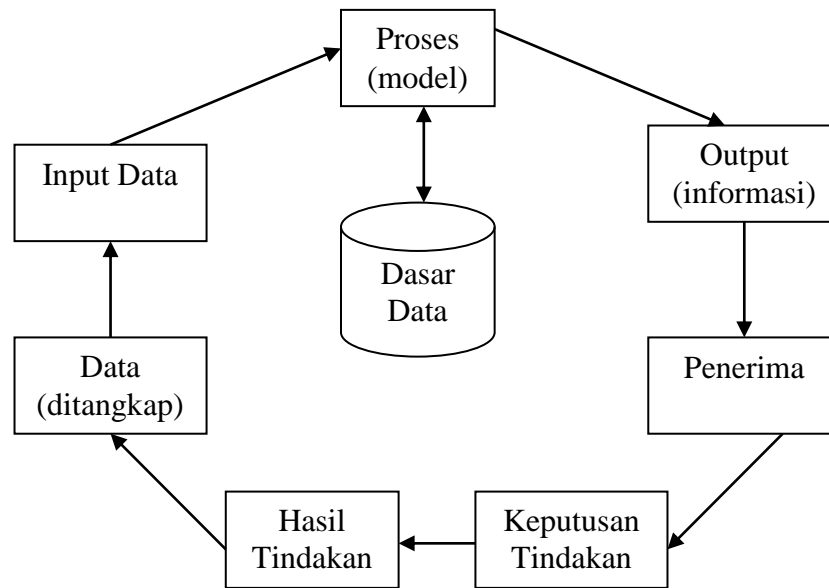 Proses
(model)
Input Data
Output
(informasi)
Dasar
Data
Data
(ditangkap)
Penerima
Hasil
Tindakan
Keputusan
Tindakan